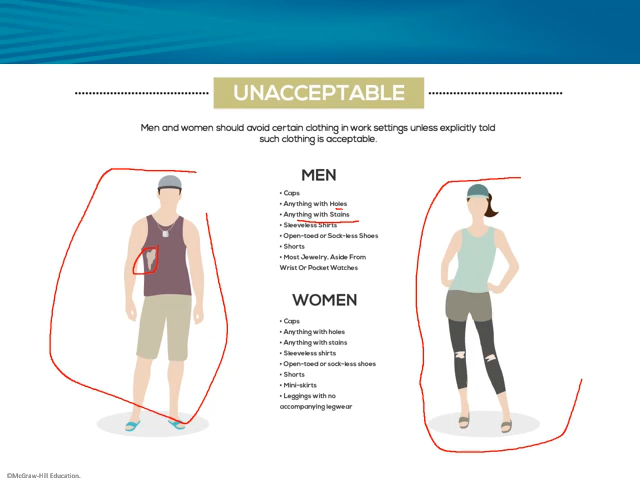 UNACCEPTABLE
Men and women should avoid certain clothing in work settings unless explicitly told
such clothing is acceptable.
MEN
• Caps
• Anything with Holes
• Anything with Stains
• Sleeveless Shirts
• Open-toed or Sock-less Shoes
• Shorts
• Most Jewelry, Aside From
Wrist Or Pocket Watches
WOMEN
• Caps
• Anything with holes
• Anything with stains
• Sleeveless shirts
• Open-toed or sock-less shoes
• Shorts
• Mini-skirts
• Leggings with no
accompanying legwear
©McGraw-Hill Education.